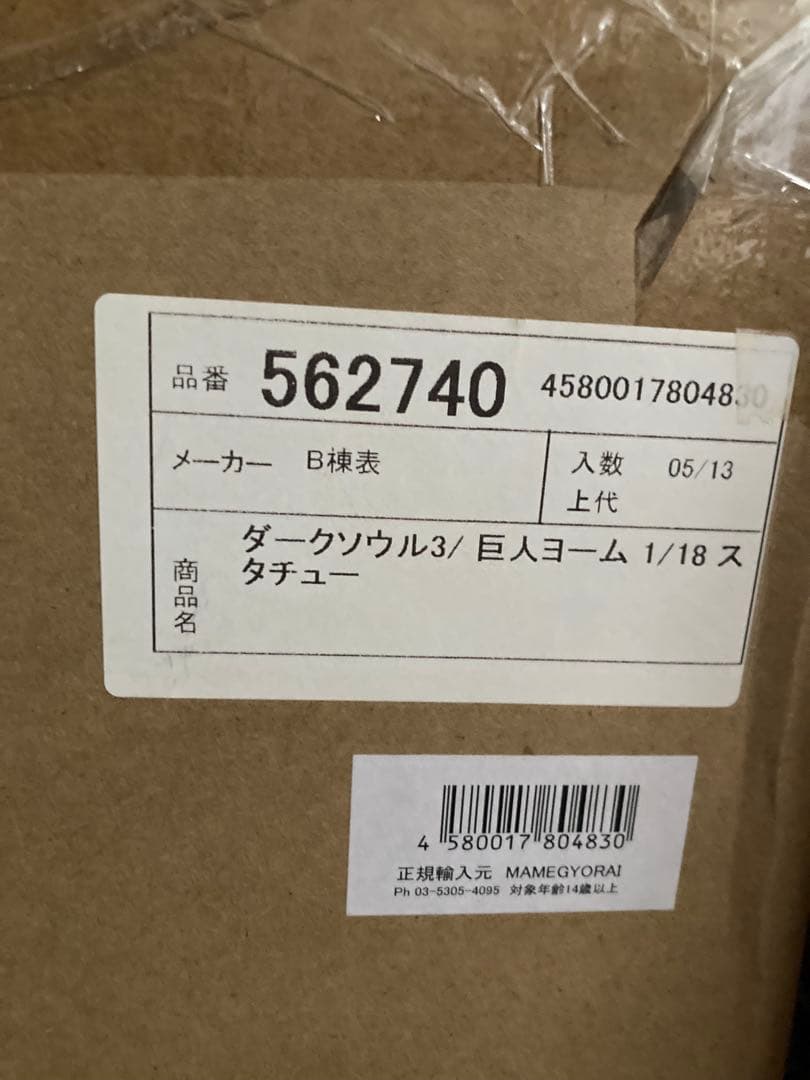 品番 562740 4580017804830
メーカー B棟表 入数 05/13
上代
商品名 ダークソウル3/ 巨人ヨーム 1/18 ス
タチュー
4 580017 804830
正規輸入元 MAMEGYORAI
Ph 03-5305-4095 対象年齢14歳以上